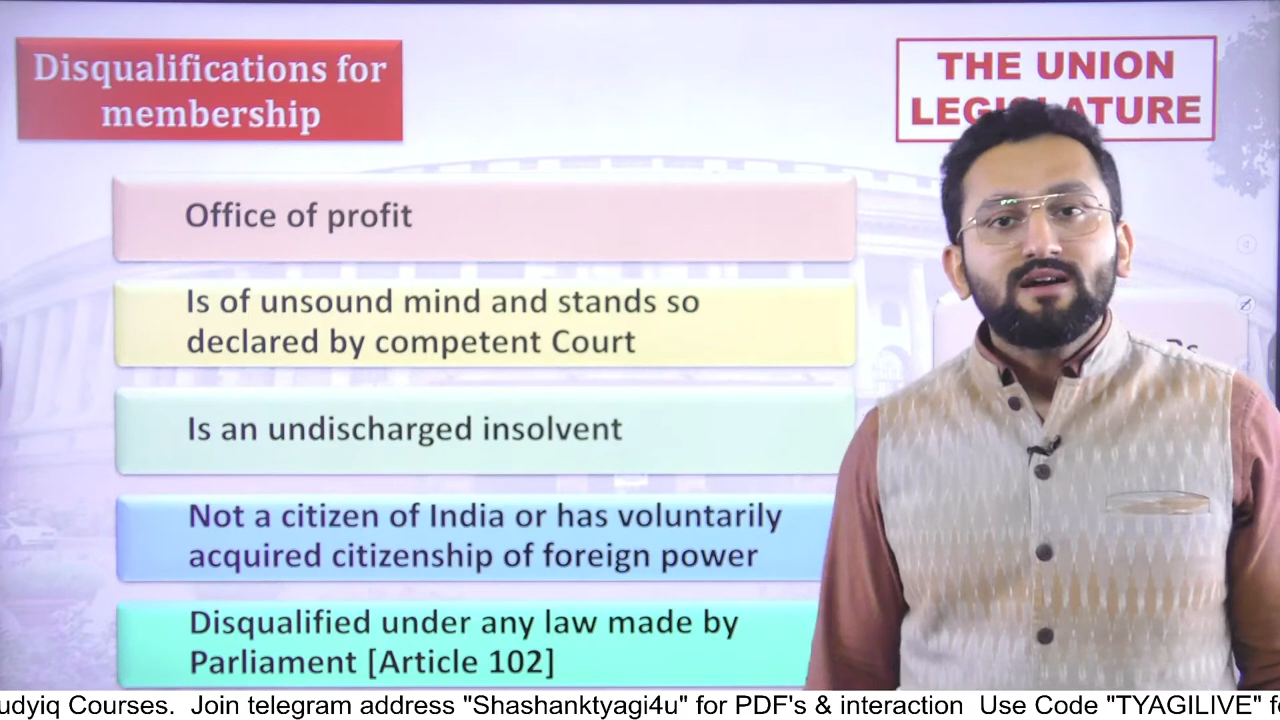 Disqualifications for
membership
THE UNION
LEGISLATURE
Office of profit
Is of unsound mind and stands so
declared by competent Court
Is an undischarged insolvent
Not a citizen of India or has voluntarily
acquired citizenship of foreign power
Disqualified under any law made by
Parliament [Article 102]
udyiq Courses. Join telegram address "Shashanktyagi4u" for PDF's & interaction Use Code "TYAGILIVE" f